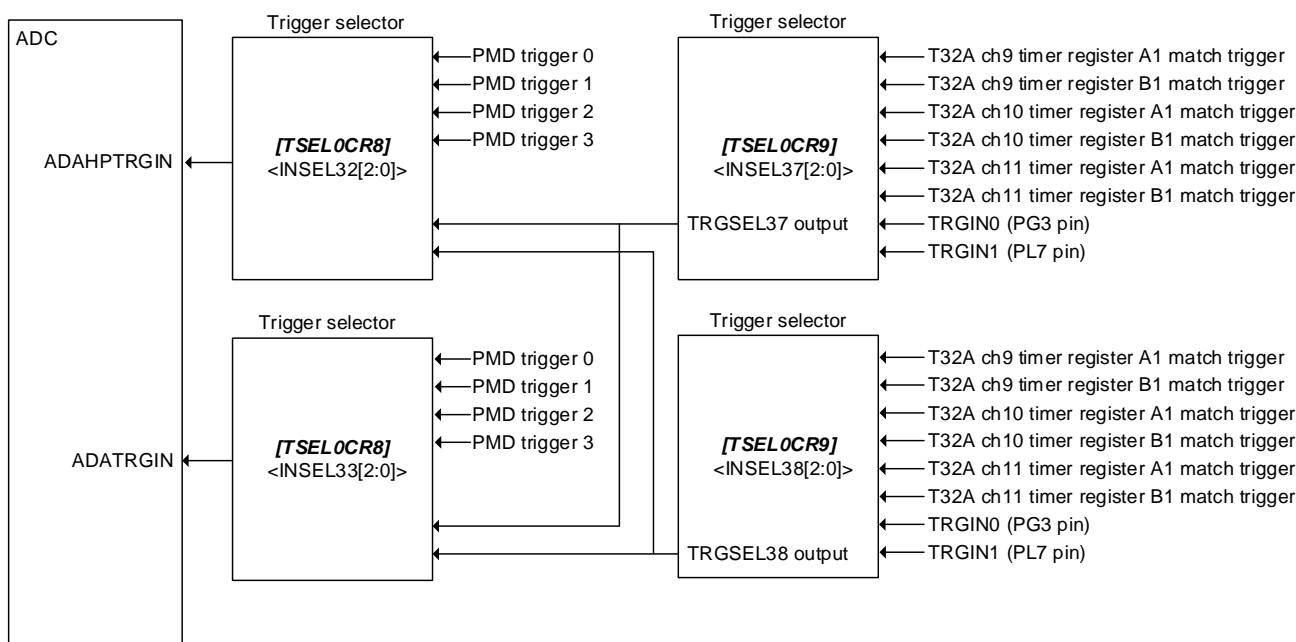 ADC
Trigger selector
PMD trigger 0
PMD trigger 1
PMD trigger 2
PMD trigger 3
[TSEL0CR8]
<INSEL32[2:0]>
ADAHPTRGIN
Trigger selector
T32A ch9 timer register A1 match trigger
T32A ch9 timer register B1 match trigger
T32A ch10 timer register A1 match trigger
T32A ch10 timer register B1 match trigger
T32A ch11 timer register A1 match trigger
T32A ch11 timer register B1 match trigger
TRGIN0 (PG3 pin)
TRGIN1 (PL7 pin)
[TSEL0CR9]
<INSEL37[2:0]>
TRGSEL37 output
Trigger selector
PMD trigger 0
PMD trigger 1
PMD trigger 2
PMD trigger 3
[TSEL0CR8]
<INSEL33[2:0]>
ADATRGIN
Trigger selector
T32A ch9 timer register A1 match trigger
T32A ch9 timer register B1 match trigger
T32A ch10 timer register A1 match trigger
T32A ch10 timer register B1 match trigger
T32A ch11 timer register A1 match trigger
T32A ch11 timer register B1 match trigger
TRGIN0 (PG3 pin)
TRGIN1 (PL7 pin)
[TSEL0CR9]
<INSEL38[2:0]>
TRGSEL38 output